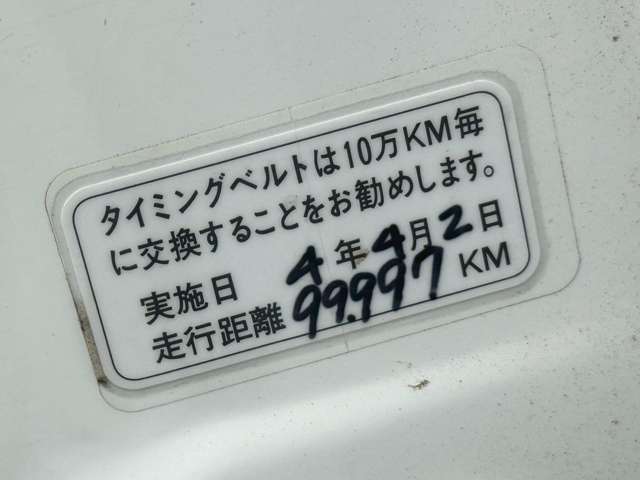 タイミングベルトは10万KM毎
に交換することをお勧めします。
実施日 4年4月2日
走行距離 99.997 KM